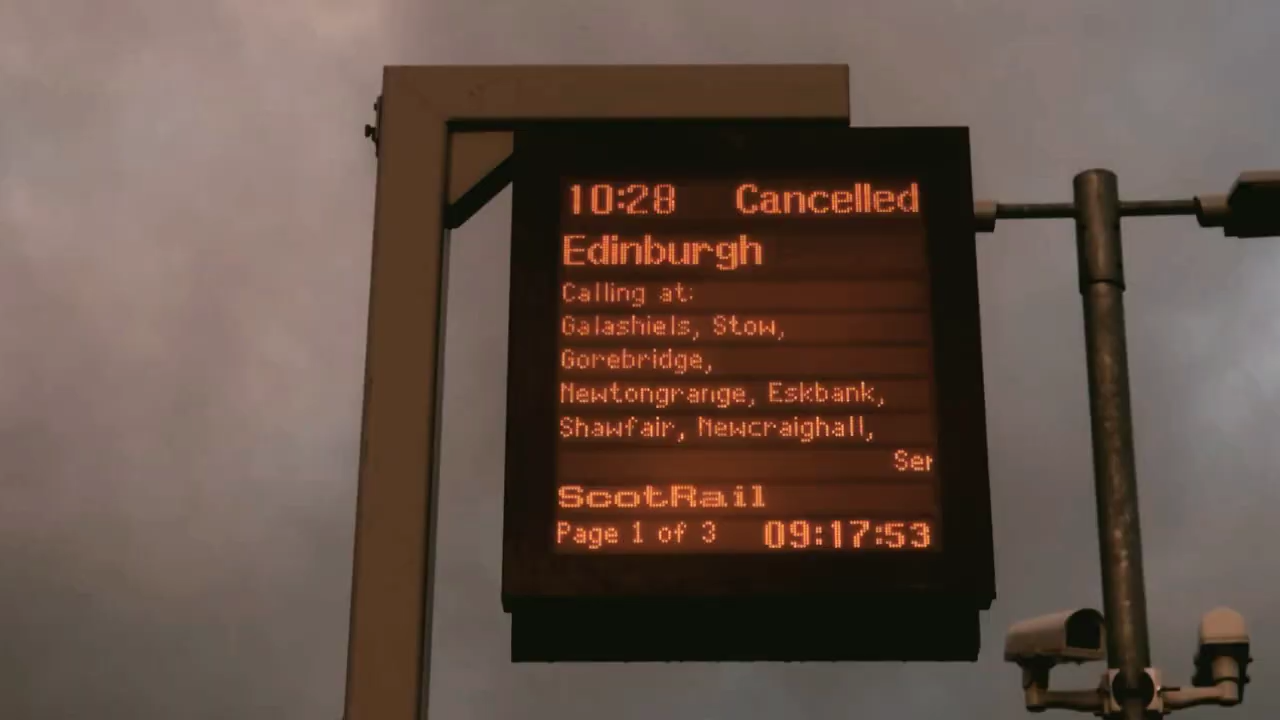 10:28 Cancelled
Edinburgh
Calling at:
Galashiels, Stow,
Gorebridge,
Newtongrange, Eskbank,
Shawfair, Newcraighall,
Ser
ScotRail
Page 1 of 3 09:17:53